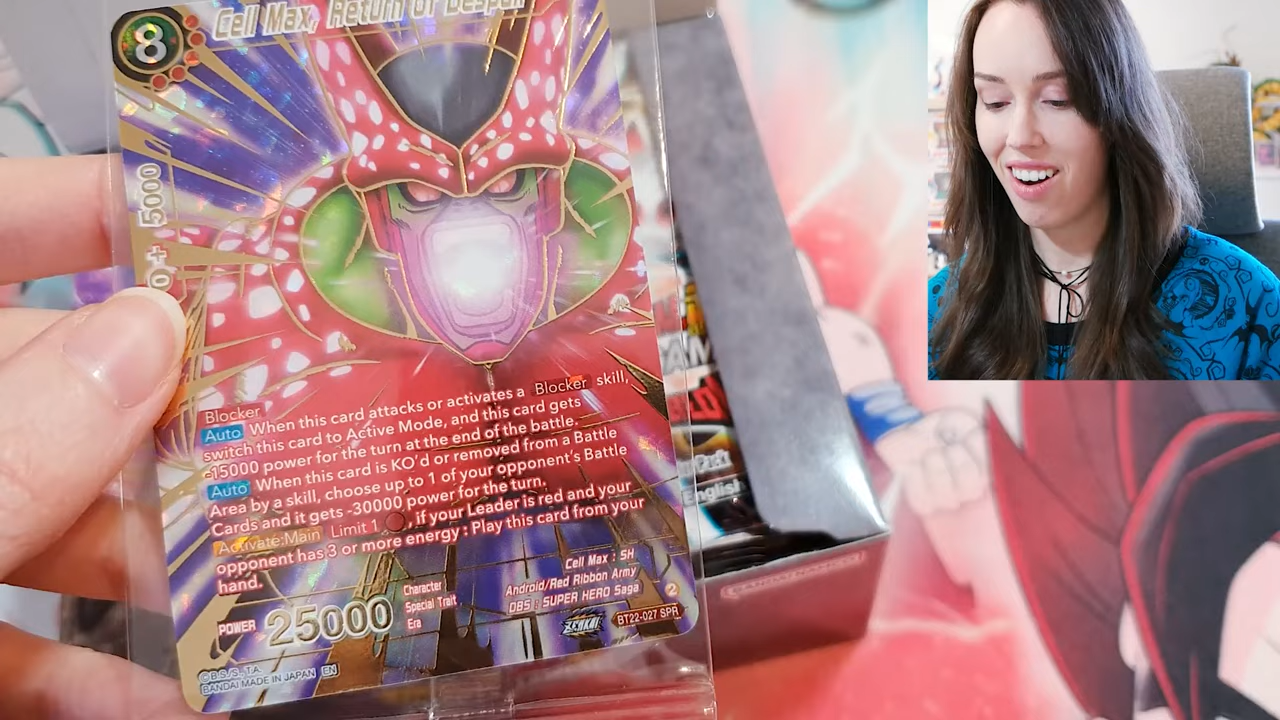 8
Cell Max, Return of Despair
5000
Blocker
Auto When this card attacks or activates a Blocker skill,
switch this card to Active Mode, and this card gets
-15000 power for the turn at the end of the battle.
Auto When this card is KO'd or removed from a Battle
Area by a skill, choose up to 1 of your opponent's Battle
Cards and it gets -30000 power for the turn.
Activate:Main Limit 1 , if your Leader is red and your
opponent has 3 or more energy : Play this card from your
hand.
POWER 25000
Character Cell Max : SH
Special Trait Android/Red Ribbon Army
Era DBS : SUPER HERO Saga
2
ZENKAI BT22-027 SPR
©B.S./S., T.A.
BANDAI MADE IN JAPAN EN
English